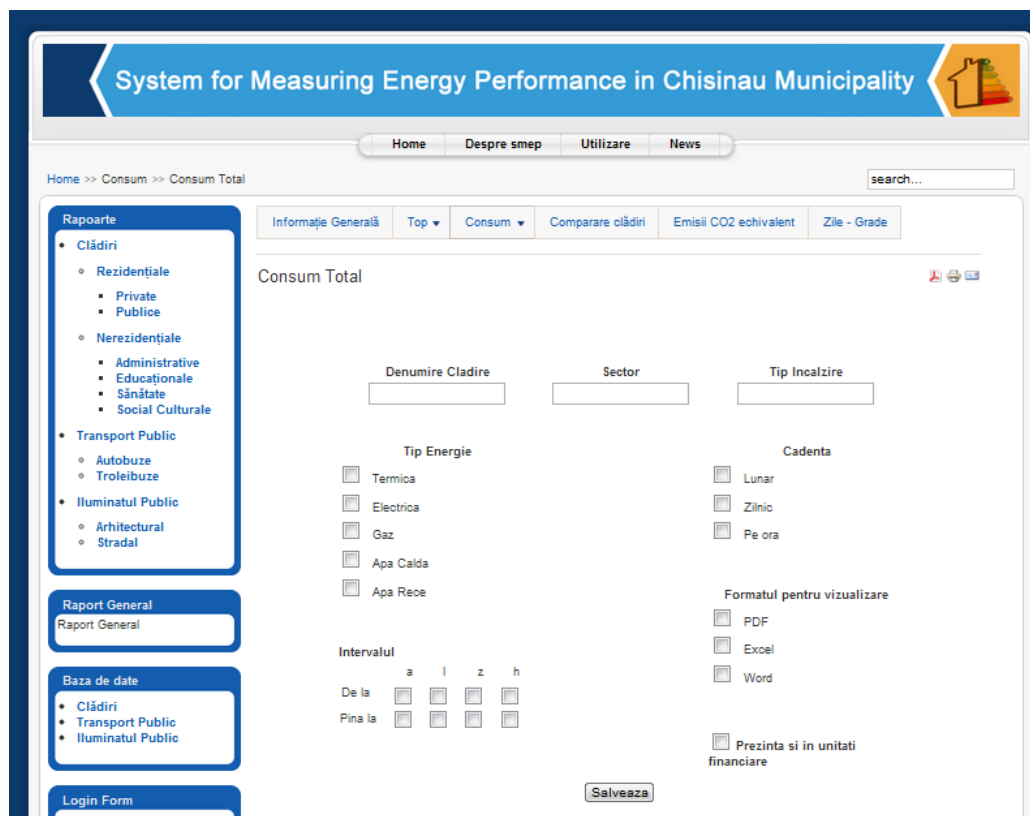 System for Measuring Energy Performance in Chisinau Municipality
Home Despre smep Utilizare News
Home >> Consum >> Consum Total
search...
Rapoarte
Clădiri
Rezidențiale
Private
Publice
Nerezidențiale
Administrative
Educaționale
Sănătate
Social Culturale
Transport Public
Autobuze
Troleibuze
Iluminatul Public
Arhitectural
Stradal
Raport General
Raport General
Baza de date
Clădiri
Transport Public
Iluminatul Public
Login Form
Informație Generală Top Consum Comparare clădiri Emisii CO2 echivalent Zile - Grade
Consum Total
Denumire Cladire Sector Tip Incalzire
Tip Energie
Termica
Electrica
Gaz
Apa Calda
Apa Rece
Cadenta
Lunar
Zilnic
Pe ora
Formatul pentru vizualizare
PDF
Excel
Word
Intervalul
a l z h
De la
Pina la
Prezinta si in unitati
financiare
Salveaza